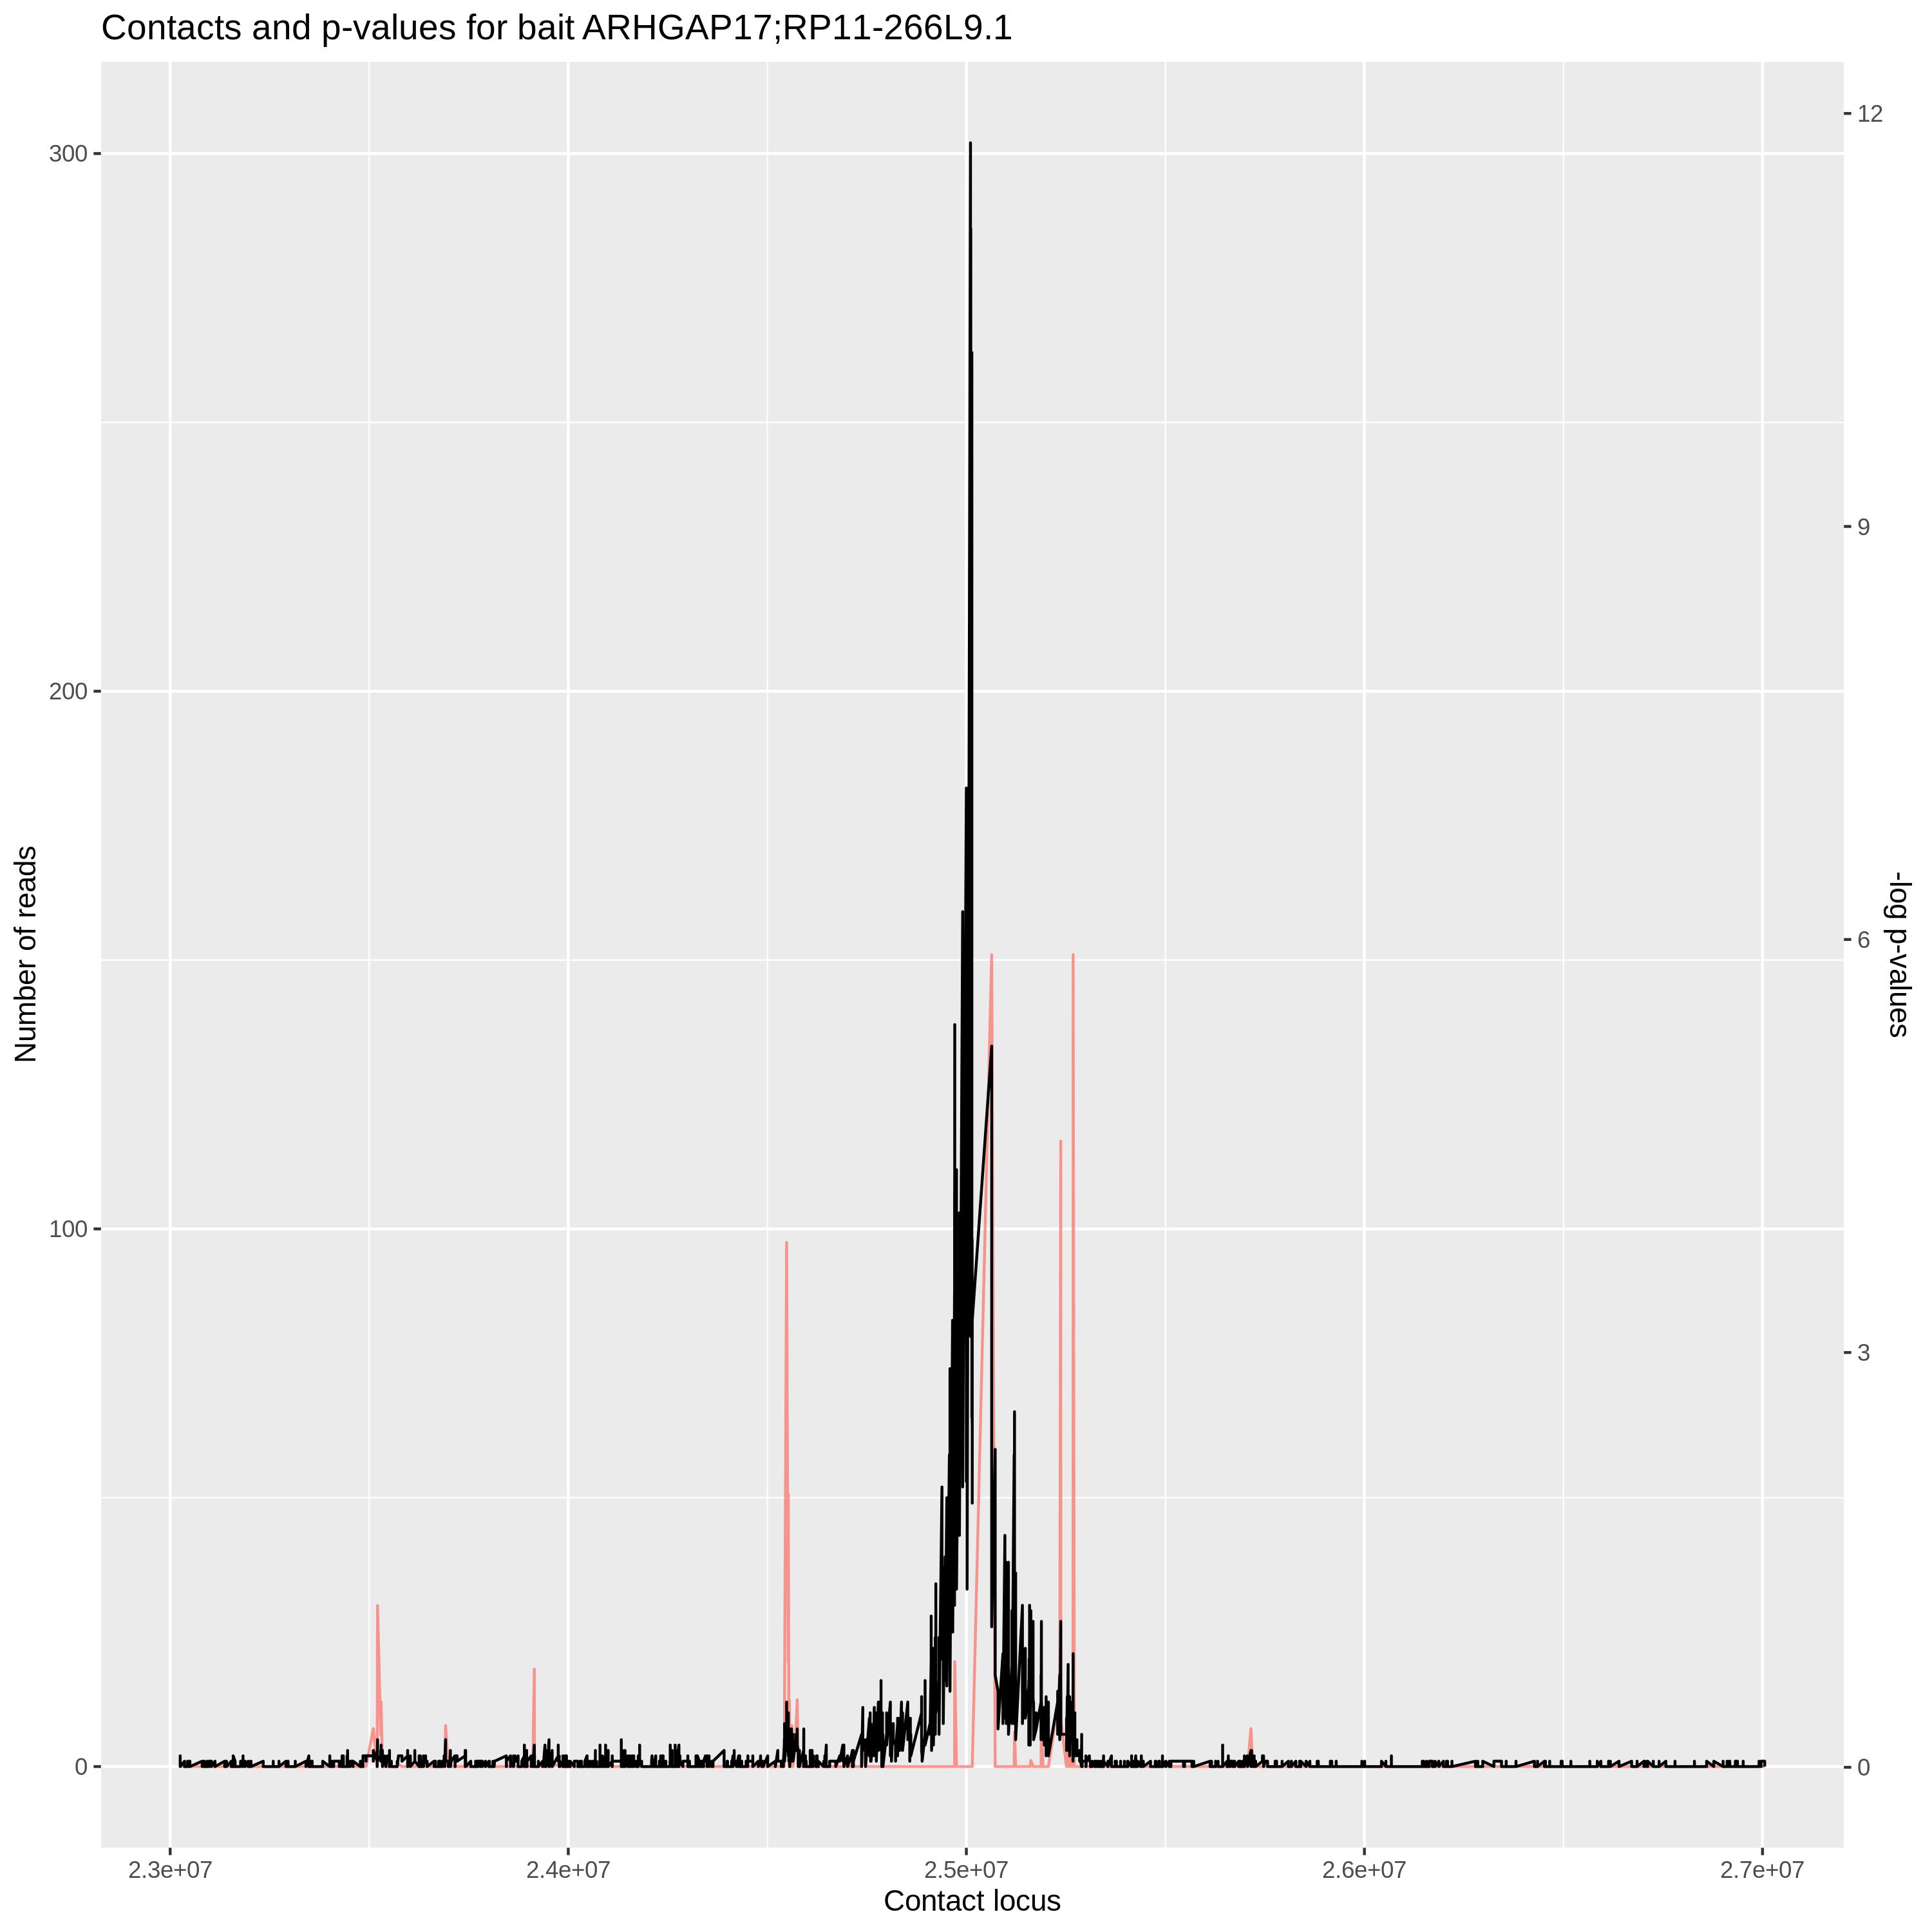 Contacts and p-values for bait ARHGAP17;RP11-266L9.1
300
200
100
0
Number of reads
12
9
6
3
0
-log p-values
2.3e+07
2.4e+07
2.5e+07
2.6e+07
2.7e+07
Contact locus